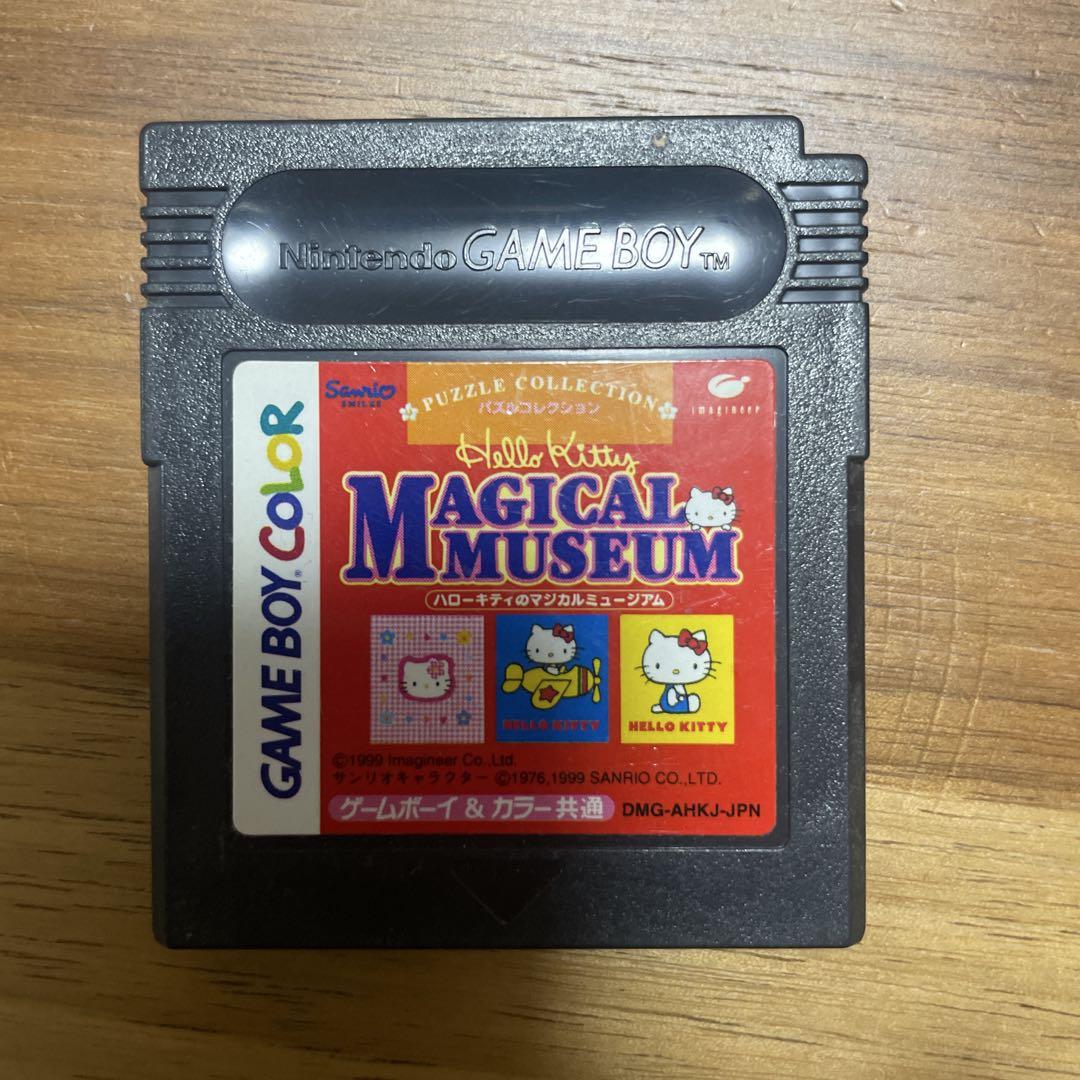 Nintendo GAME BOY™
Sanrio
SMILES
PUZZLE COLLECTION
パズルコレクション
imagineer
Hello Kitty
MAGICAL
MUSEUM
ハローキティのマジカルミュージアム
HELLO KITTY
HELLO KITTY
©1999 Imagineer Co.,Ltd.
サンリオキャラクター ©1976,1999 SANRIO CO.,LTD.
ゲームボーイ & カラー共通
DMG-AHKJ-JPN
GAME BOY® COLOR